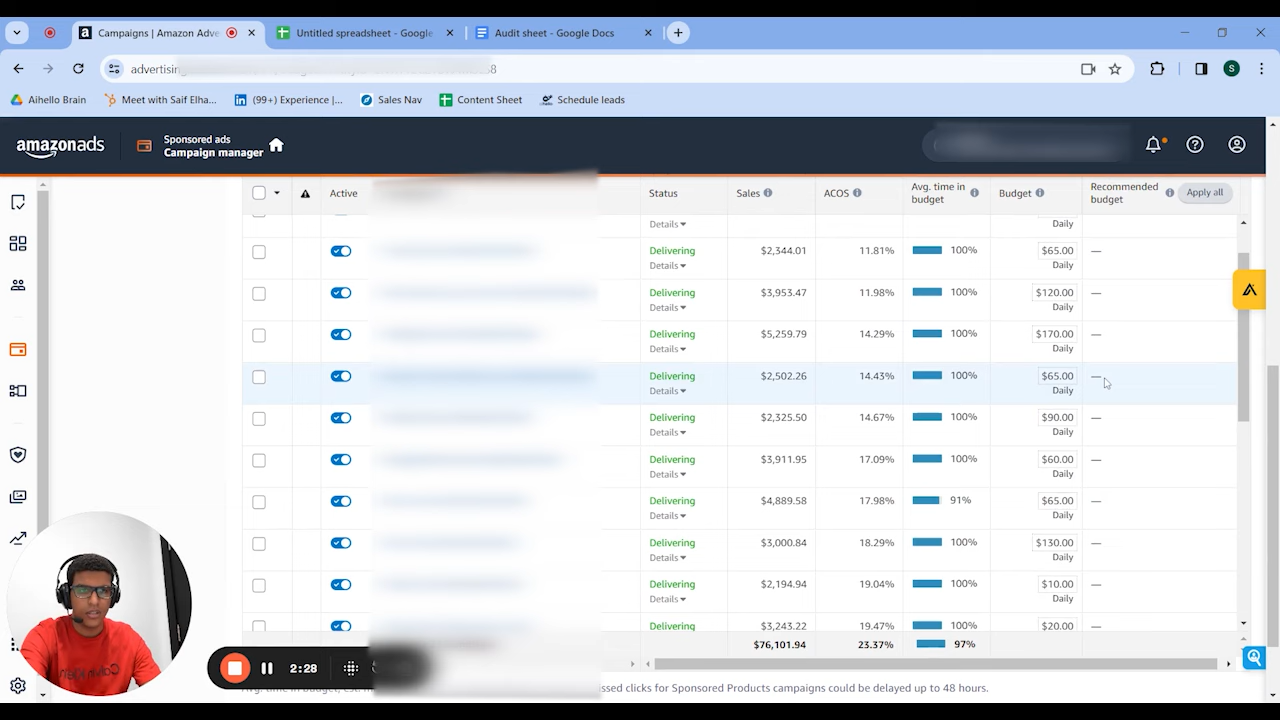 Campaigns | Amazon Adve
Untitled spreadsheet - Google
Audit sheet - Google Docs
advertising
8
S
Aihello Brain
Meet with Saif Elha...
(99+) Experience |...
Sales Nav
Content Sheet
Schedule leads
amazonads
Sponsored ads
Campaign manager
Active
Status
Sales
ACOS
Avg. time in
budget
Budget
Recommended
budget
Apply all
Details
Daily
Delivering
Details
$2,344.01
11.81%
100%
$65.00
Daily
—
Delivering
Details
$3,953.47
11.98%
100%
$120.00
Daily
—
Delivering
Details
$5,259.79
14.29%
100%
$170.00
Daily
—
Delivering
Details
$2,502.26
14.43%
100%
$65.00
Daily
—
Delivering
Details
$2,325.50
14.67%
100%
$90.00
Daily
—
Delivering
Details
$3,911.95
17.09%
100%
$60.00
Daily
—
Delivering
Details
$4,889.58
17.98%
91%
$65.00
Daily
—
Delivering
Details
$3,000.84
18.29%
100%
$130.00
Daily
—
Delivering
Details
$2,194.94
19.04%
100%
$10.00
Daily
—
Delivering
$3,243.22
19.47%
100%
$20.00
—
$76,101.94
23.37%
97%
2:28
ssed clicks for Sponsored Products campaigns could be delayed up to 48 hours.